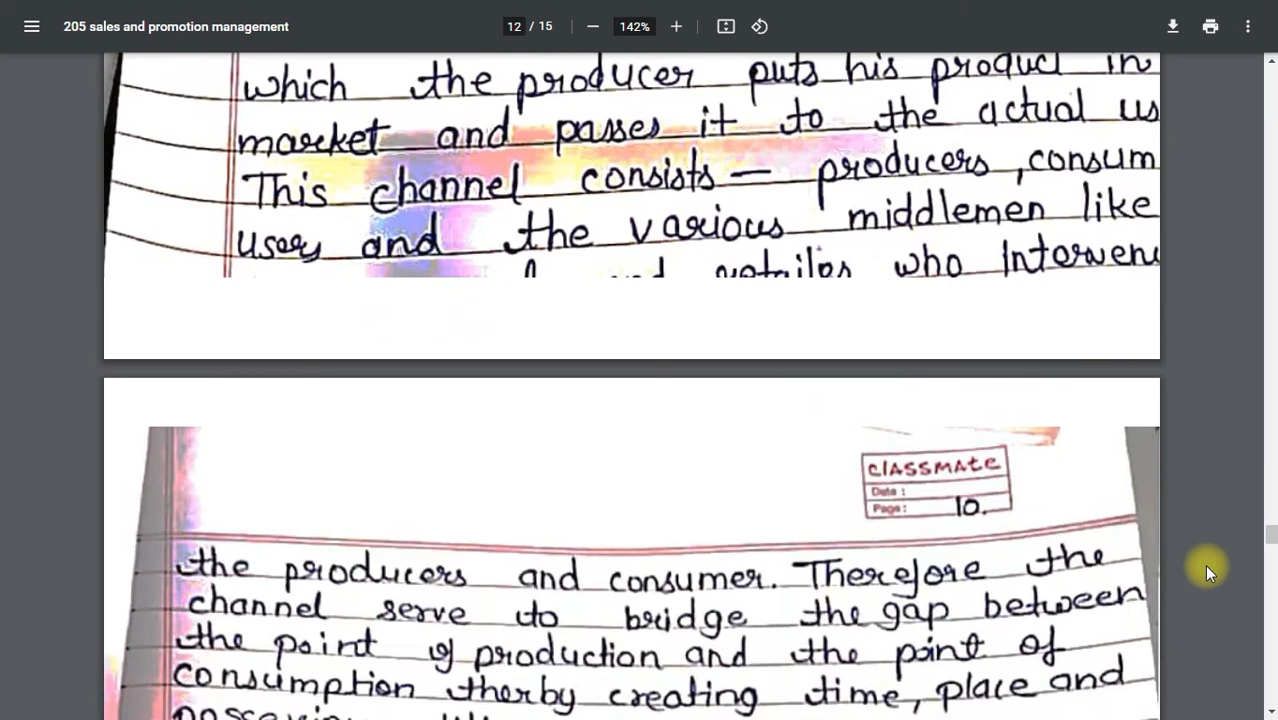 205 sales and promotion management
12 / 15
142%
which the producer puts his product in
market and passes it to the actual us
This channel consists — producers, consum
users and the various middlemen like
and retailers who Interven
classmate
Date :
Page: 10.
the producers and consumer. Therefore the
channel serve to bridge the gap between
the point of production and the point of
consumption therby creating time, place and